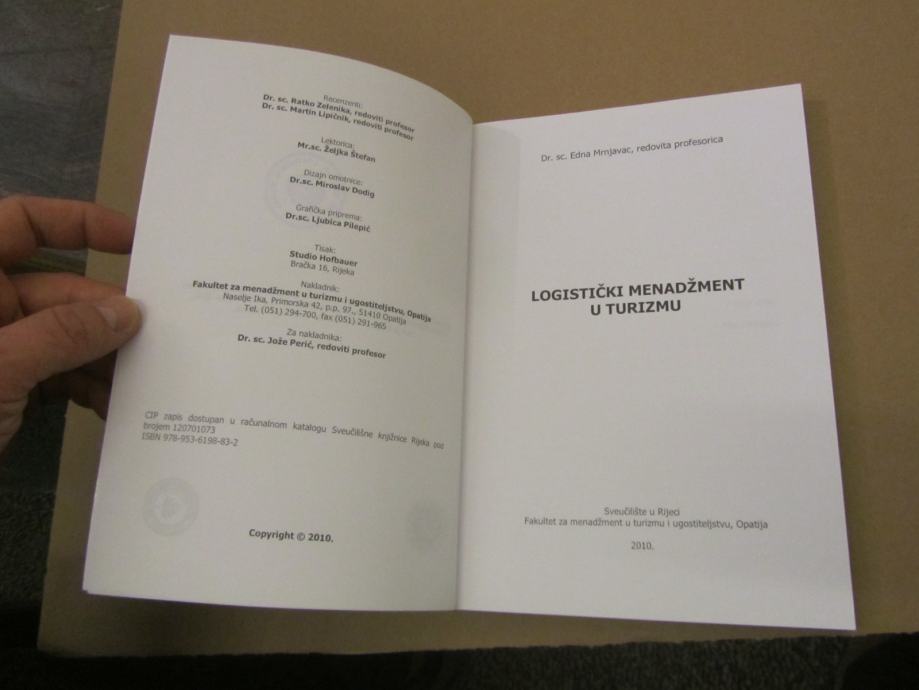 Recenzenti:
Dr. sc. Ratko Zelenika, redoviti profesor
Dr. sc. Martin Lipičnik, redoviti profesor
Lektorica:
Mr.sc. Željka Štefan
Dizajn omotnice:
Dr.sc. Miroslav Dodig
Grafička priprema:
Dr.sc. Ljubica Pilepić
Tisak:
Studio Hofbauer
Bračka 16, Rijeka
Nakladnik:
Fakultet za menadžment u turizmu i ugostiteljstvu, Opatija
Naselje Ika, Primorska 42, p.p. 97., 51410 Opatija
Tel. (051) 294-700, fax (051) 291-965
Za nakladnika:
Dr. sc. Jože Perić, redoviti profesor
CIP zapis dostupan u računalnom katalogu Sveučilišne knjižnice Rijeka pod
brojem 120701073
ISBN 978-953-6198-83-2
Copyright © 2010.
Dr. sc. Edna Mrnjavac, redovita profesorica
LOGISTIČKI MENADŽMENT
U TURIZMU
Sveučilište u Rijeci
Fakultet za menadžment u turizmu i ugostiteljstvu, Opatija
2010.